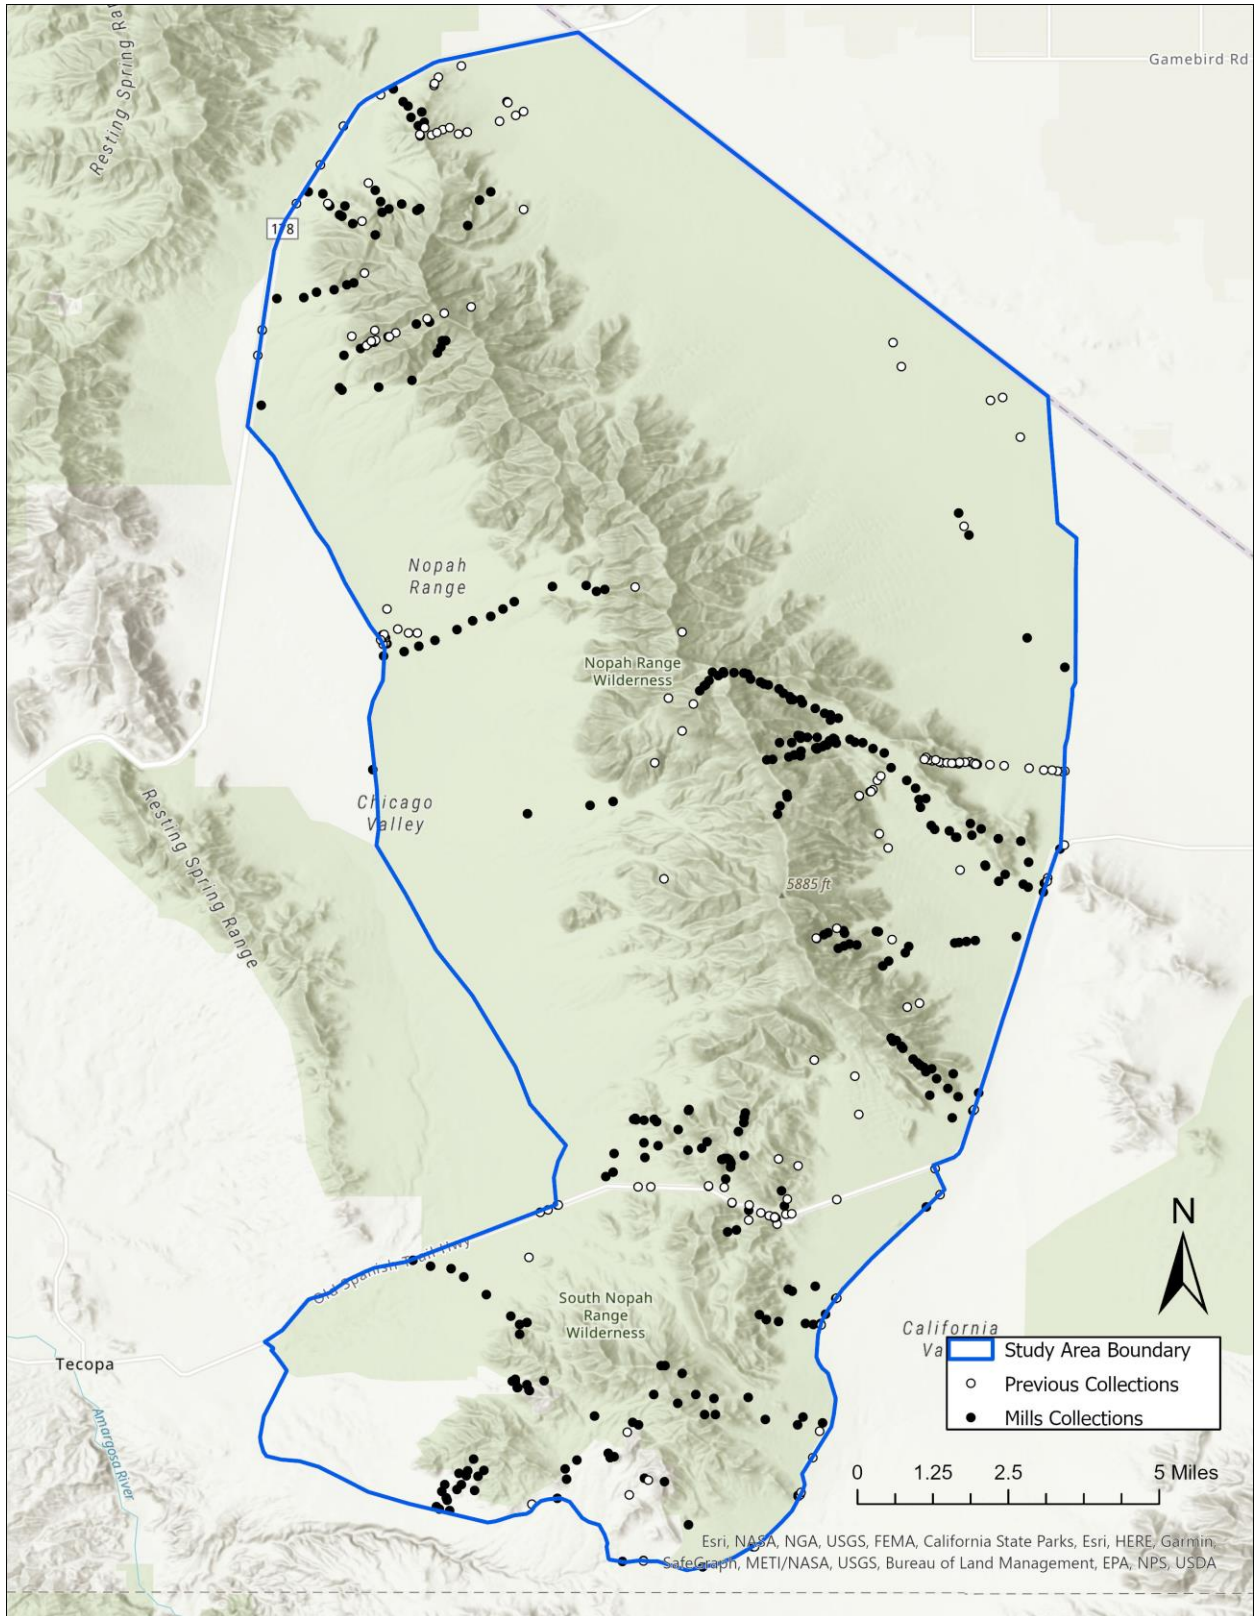 Resting Spring Ra
Gamebird Rd
178
Nopah
Range
Nopah Range
Wilderness
Chicago
Valley
Resting Spring Range
5885 ft
N
Old Spanish Trail Hwy
South Nopah
Range
Wilderness
California
Va
Tecopa
Amargosa River
Study Area Boundary
Previous Collections
Mills Collections
0 1.25 2.5 5 Miles
Esri, NASA, NGA, USGS, FEMA, California State Parks, Esri, HERE, Garmin,
SafeGraph, METI/NASA, USGS, Bureau of Land Management, EPA, NPS, USDA